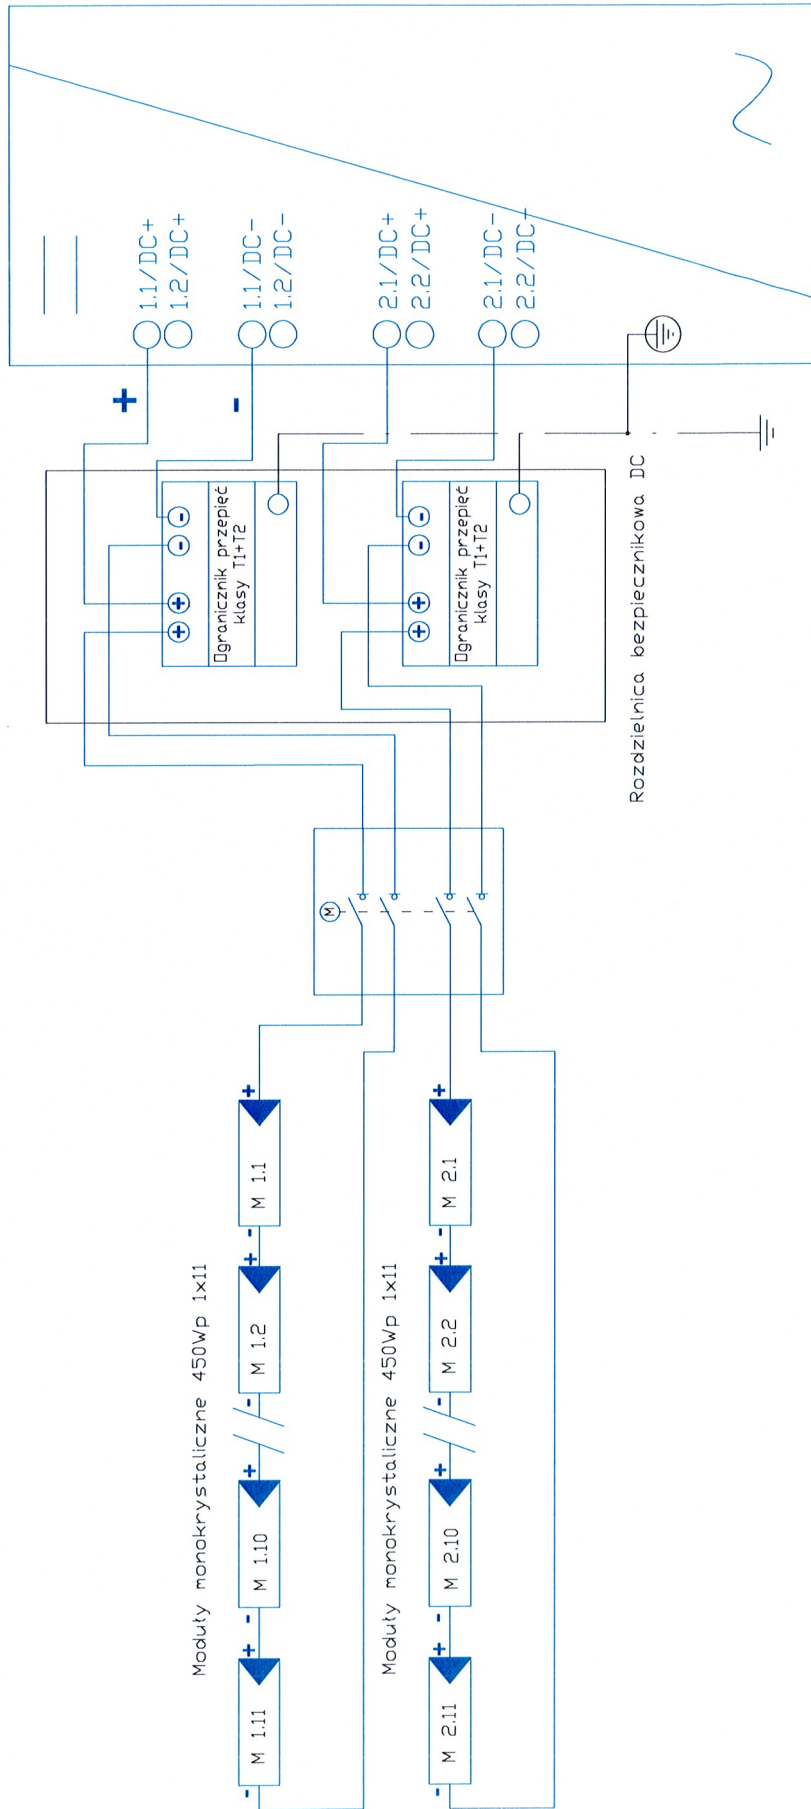 +
1.1/DC+
1.2/DC+
Moduły monokrystaliczne 450Wp 1x11
-
1.1/DC-
1.2/DC-
- - + +
Ogranicznik przepięć
klasy T1+T2
- M 1.11 + - M 1.10 + - M 1.2 + - M 1.1 +
M
Moduły monokrystaliczne 450Wp 1x11
2.1/DC+
2.2/DC+
+ + - -
Ogranicznik przepięć
klasy T1+T2
- M 2.11 + - M 2.10 + - M 2.2 + - M 2.1 +
2.1/DC-
2.2/DC-
Rozdzielnica bezpiecznikowa DC